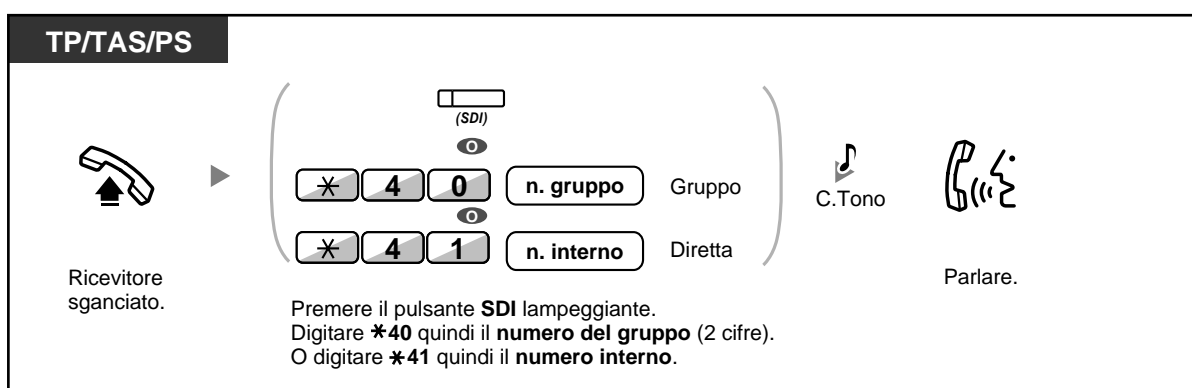 TP/TAS/PS
(SDI)
O
* 4 0 n. gruppo Gruppo
O
* 4 1 n. interno Diretta
C.Tono
Ricevitore
sganciato.
Parlare.
Premere il pulsante SDI lampeggiante.
Digitare *40 quindi il numero del gruppo (2 cifre).
O digitare *41 quindi il numero interno.